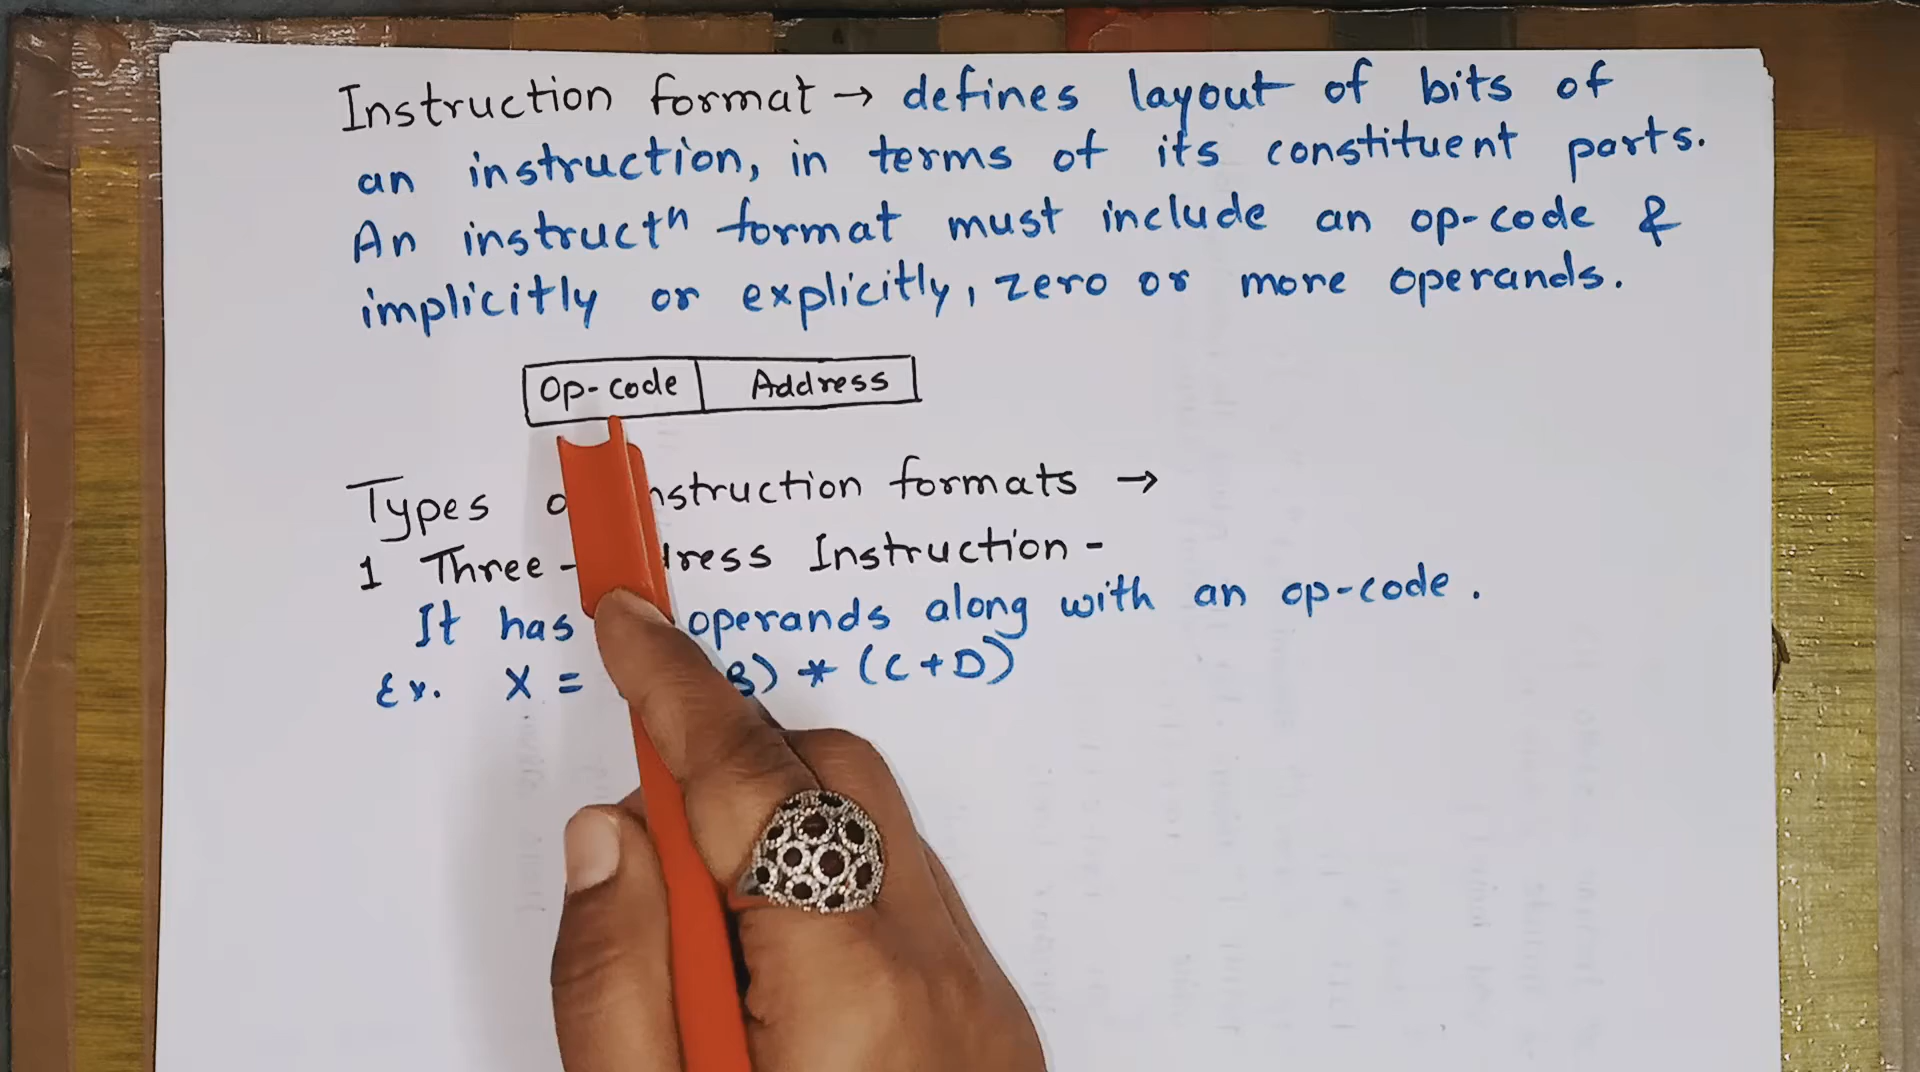 Instruction format → defines layout of bits of
an instruction, in terms of its constituent parts.
An instructⁿ format must include an op-code &
implicitly or explicitly, zero or more operands.
Op-code Address
Types nstruction formats →
1 Three - dress Instruction -
It has operands along with an op-code.
Ex. X = B) * (C+D)